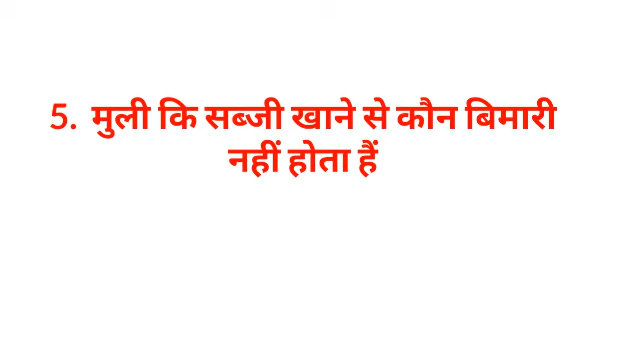 5. मुली कि सब्जी खाने से कौन बिमारी
नहीं होता हैं